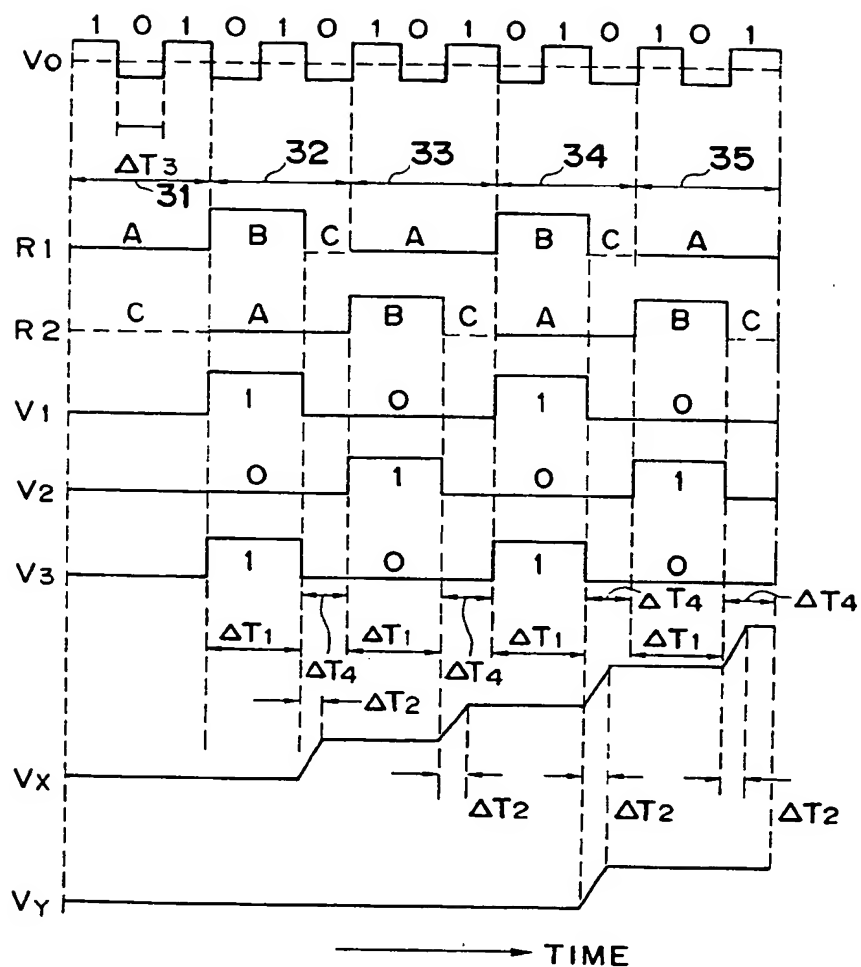 1 0 1 0 1 0 1 0 1 0 1 0 1 0 1
Vo
32 33 34 35
ΔT3
31
R1 A B C A B C A
R2 C A B C A B C
V1 1 0 1 0
V2 0 1 0 1
V3 1 0 1 0
ΔT4 ΔT4
ΔT1 ΔT1 ΔT1 ΔT1
ΔT4 ΔT4
ΔT2
VX
ΔT2 ΔT2 ΔT2
VY
TIME